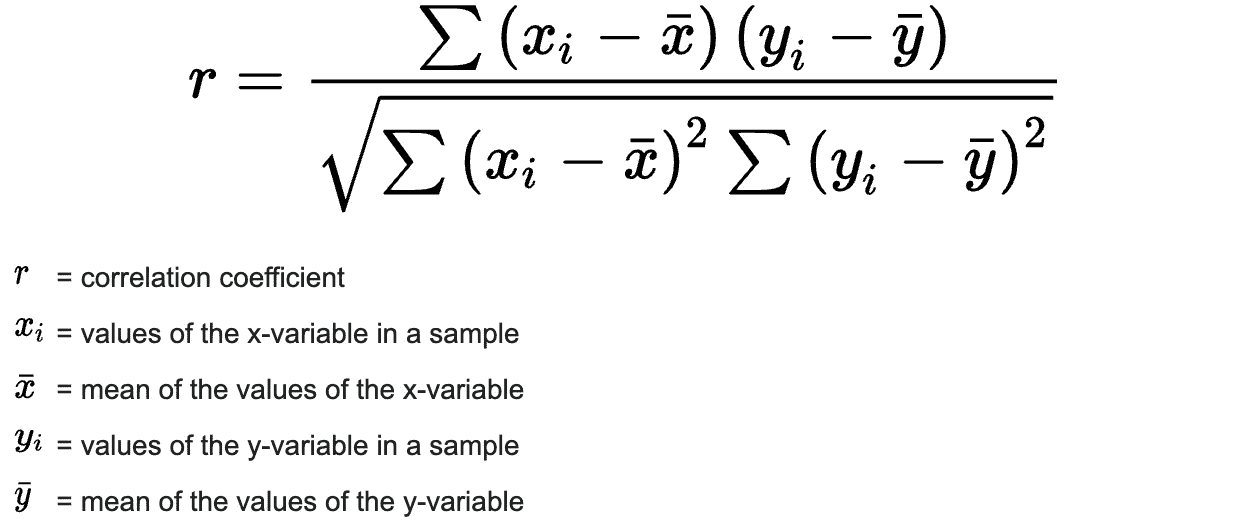 r = ∑ (xᵢ − x̄) (yᵢ − ȳ) / √ ∑ (xᵢ − x̄)² ∑ (yᵢ − ȳ)²
r = correlation coefficient
xᵢ = values of the x-variable in a sample
x̄ = mean of the values of the x-variable
yᵢ = values of the y-variable in a sample
ȳ = mean of the values of the y-variable